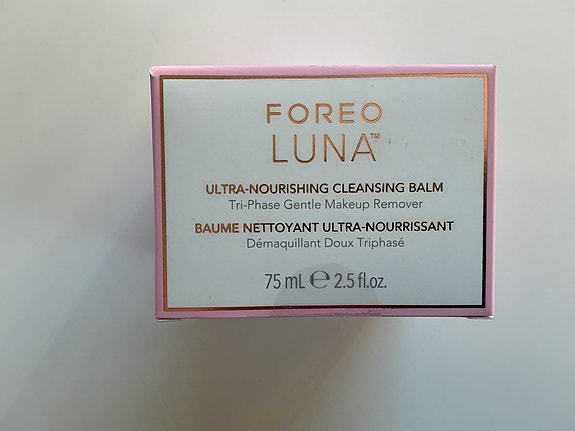 FOREO
LUNA™
ULTRA-NOURISHING CLEANSING BALM
Tri-Phase Gentle Makeup Remover
BAUME NETTOYANT ULTRA-NOURRISSANT
Démaquillant Doux Triphasé
75 mL ℮ 2.5 fl.oz.